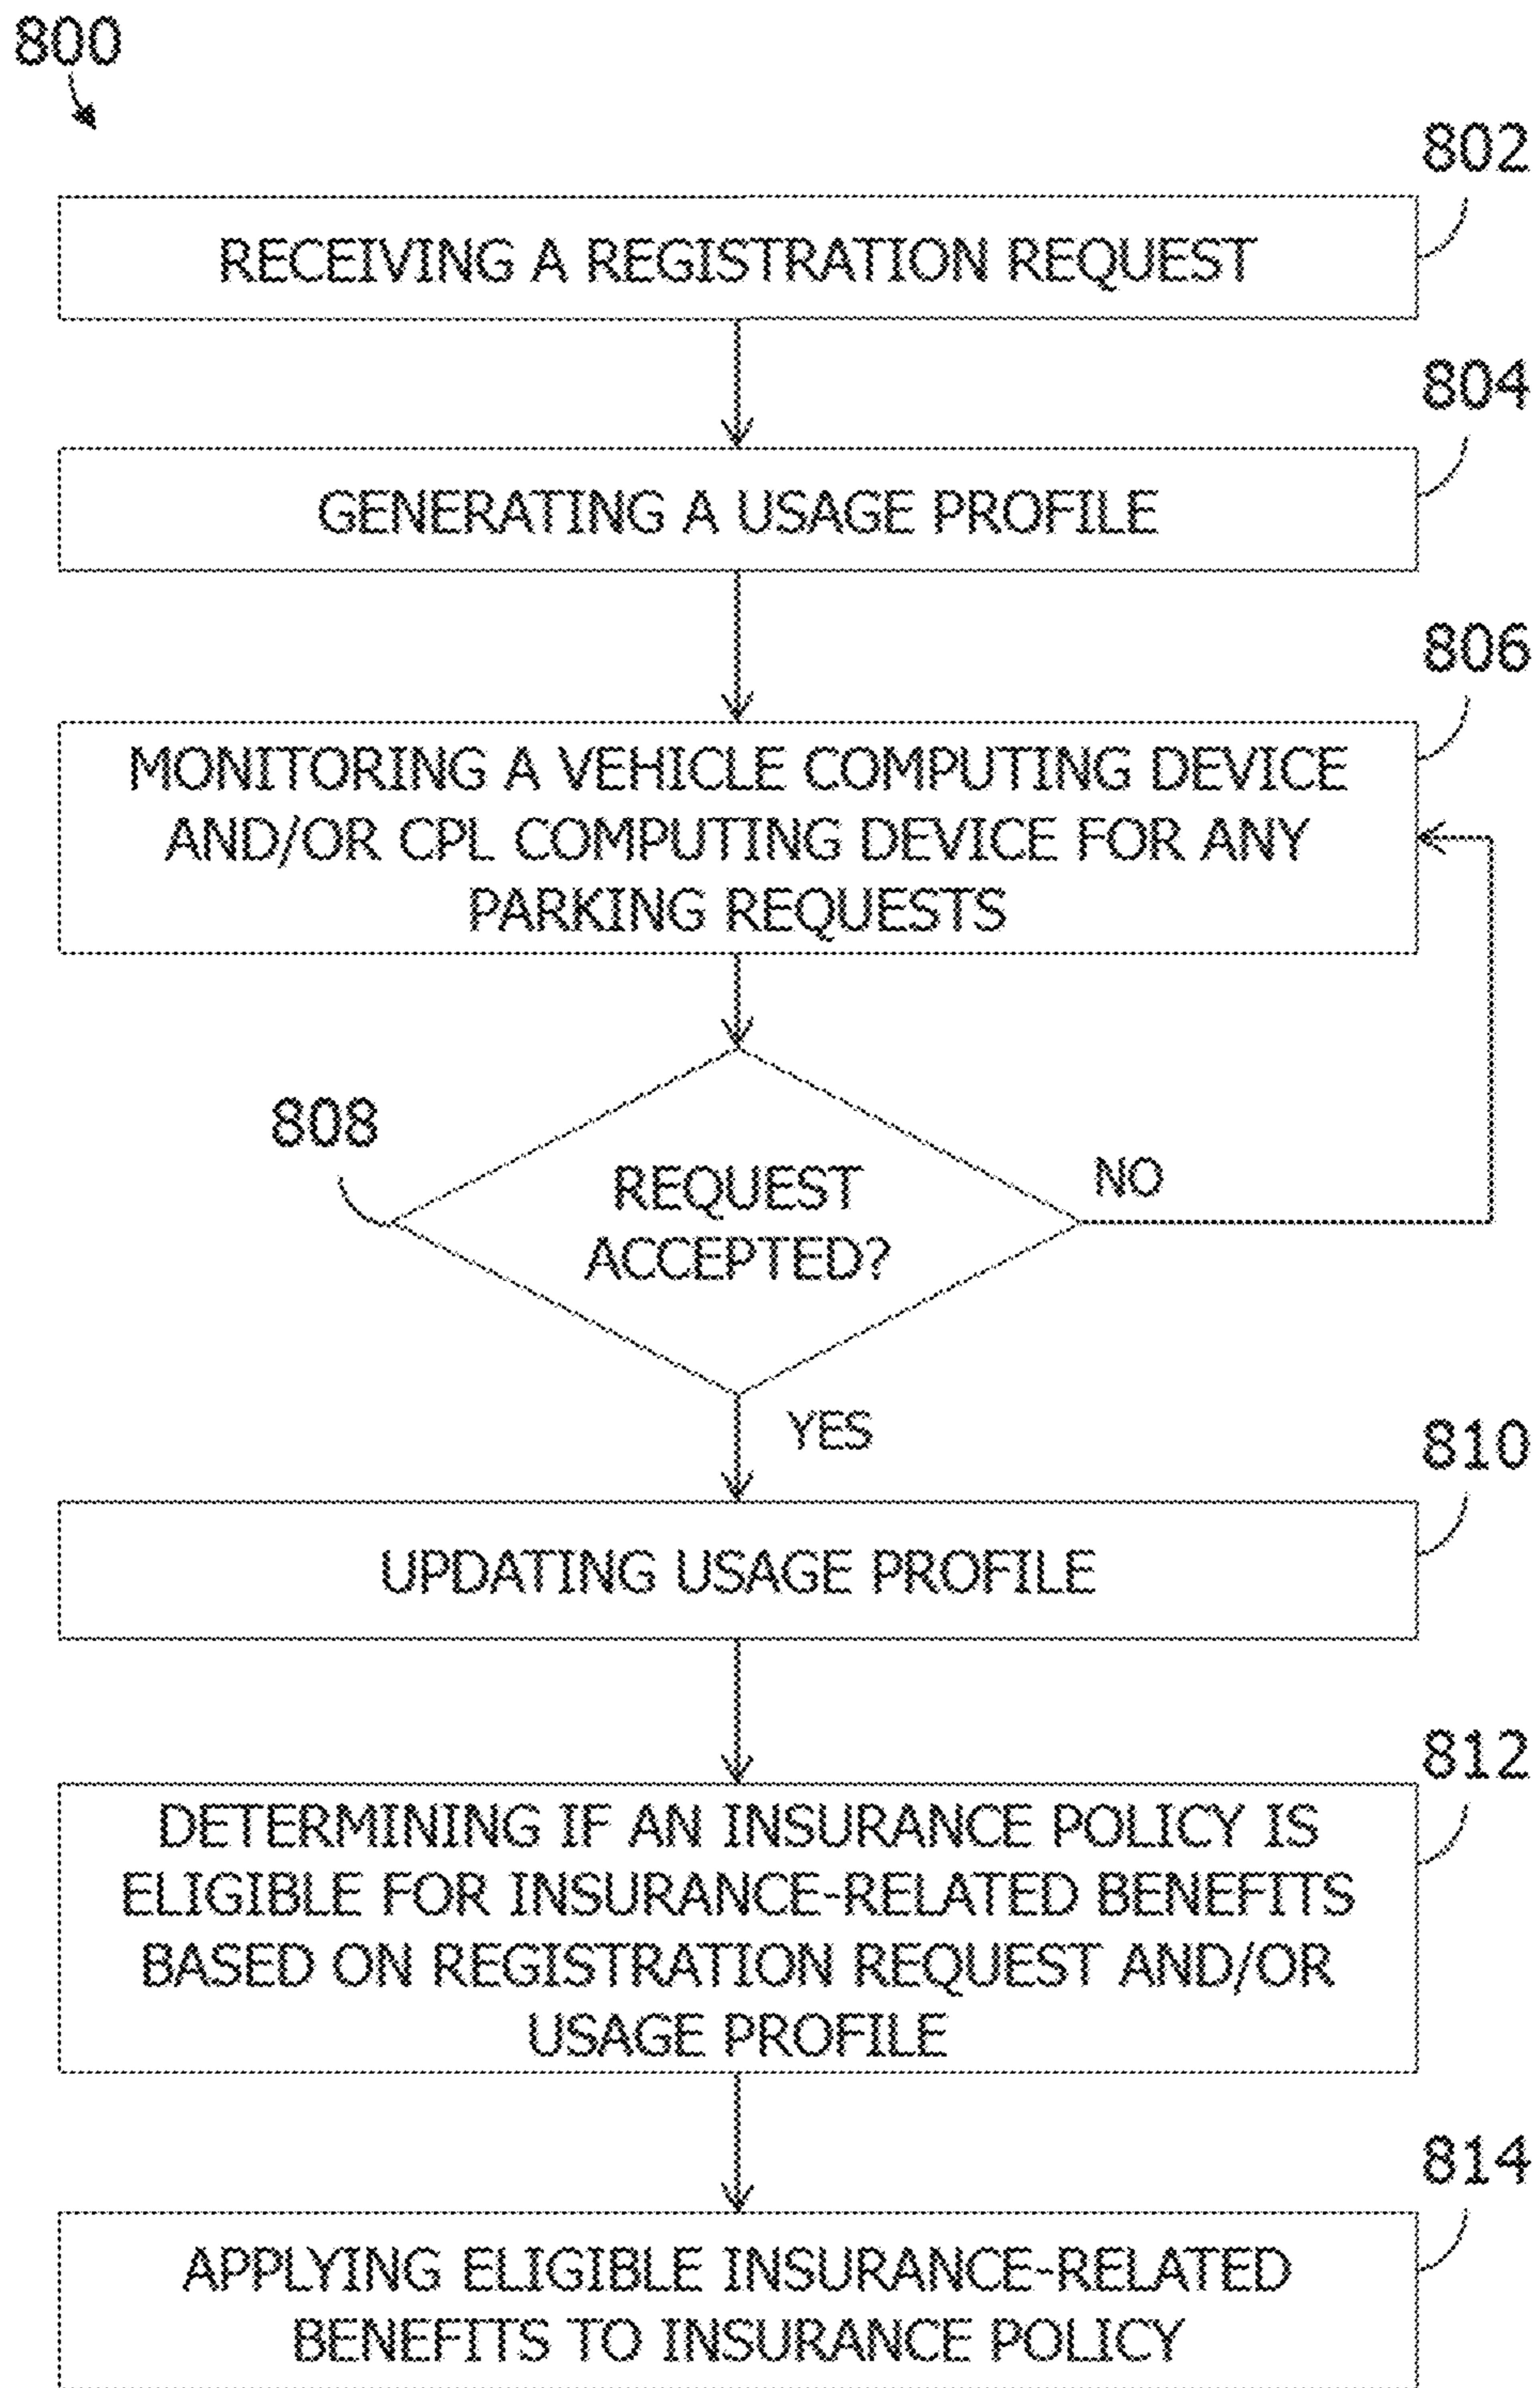 800
802
RECEIVING A REGISTRATION REQUEST
804
GENERATING A USAGE PROFILE
806
MONITORING A VEHICLE COMPUTING DEVICE
AND/OR CPL COMPUTING DEVICE FOR ANY
PARKING REQUESTS
808
REQUEST
ACCEPTED?
NO
YES
810
UPDATING USAGE PROFILE
812
DETERMINING IF AN INSURANCE POLICY IS
ELIGIBLE FOR INSURANCE-RELATED BENEFITS
BASED ON REGISTRATION REQUEST AND/OR
USAGE PROFILE
814
APPLYING ELIGIBLE INSURANCE-RELATED
BENEFITS TO INSURANCE POLICY